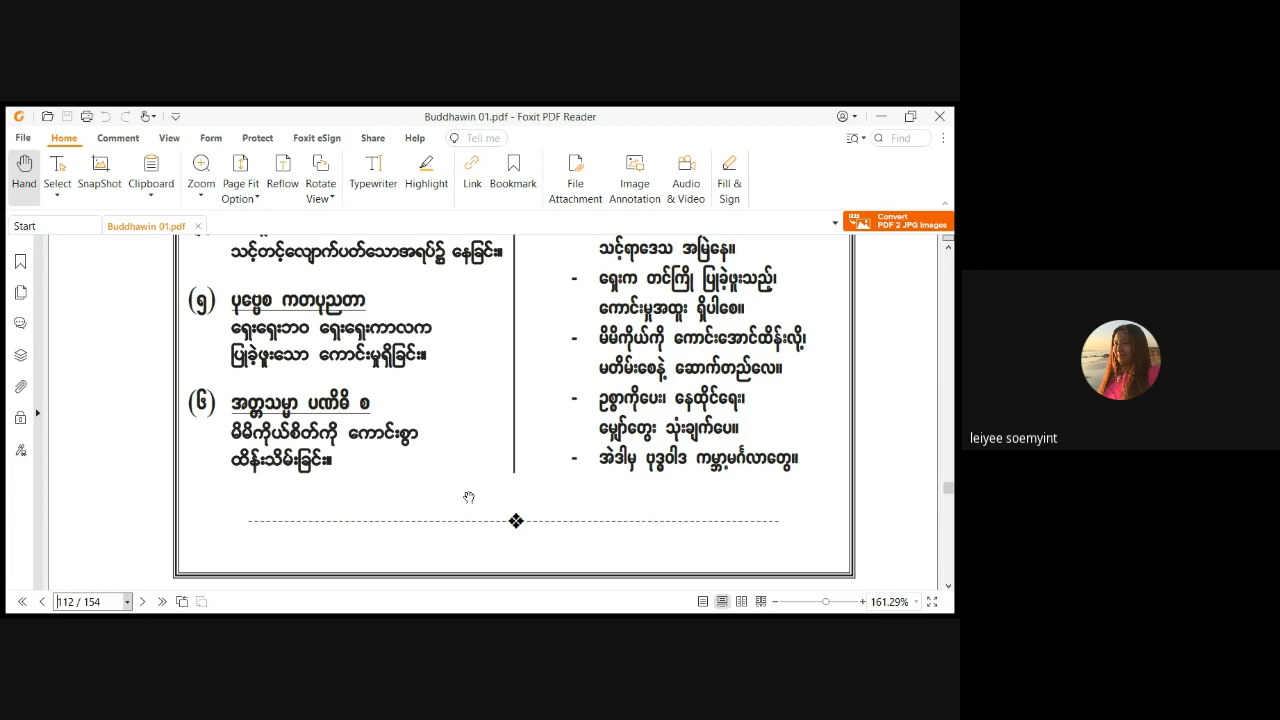 Buddhawin 01.pdf - Foxit PDF Reader
File Home Comment View Form Protect Foxit eSign Share Help Tell me Find
Hand Select SnapShot Clipboard Zoom Page Fit Option Reflow Rotate View Typewriter Highlight Link Bookmark File Attachment Image Annotation Audio & Video Fill & Sign
Start Buddhawin 01.pdf
Convert
PDF 2 JPG Images
သင့်တင့်လျောက်ပတ်သောအရပ်၌ နေခြင်း။
(၅) ပုဗ္ဗေစ ကတပုညတာ
ရှေးရှေးဘဝ ရှေးရှေးကာလက
ပြုခဲ့ဖူးသော ကောင်းမှုရှိခြင်း။
(၆) အတ္တသမ္မာ ပဏိဓိ စ
မိမိကိုယ်စိတ်ကို ကောင်းစွာ
ထိန်းသိမ်းခြင်း။
သင့်ရာဒေသ အမြဲနေ။
- ရှေးက တင်ကြို ပြုခဲ့ဖူးသည့်၊
ကောင်းမှုအထူး ရှိပါစေ။
- မိမိကိုယ်ကို ကောင်းအောင်ထိန်းလို့၊
မတိမ်းစေနဲ့ ဆောက်တည်လေ။
- ဥစ္စာကိုပေး၊ နေထိုင်ရေး၊
မျှော်တွေး သုံးချက်ပေ။
- အဲဒါမှ ဗုဒ္ဓဝါဒ ကမ္ဘာ့မင်္ဂလာတွေ။
112 / 154
161.29%
leiyee soemyint